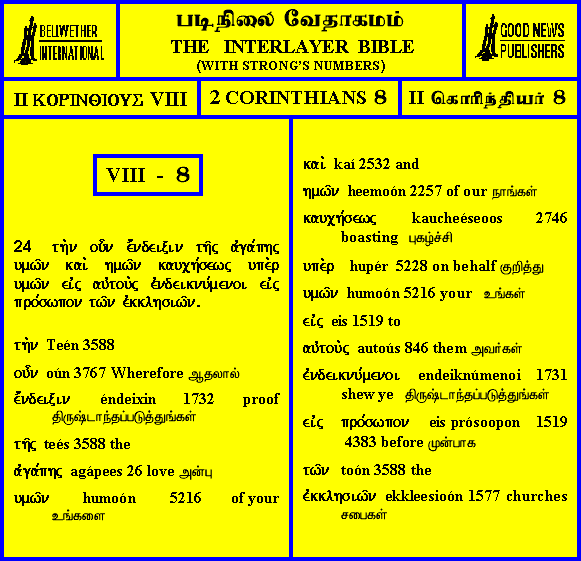 BELLWETHER
INTERNATIONAL
படிநிலை வேதாகமம்
THE INTERLAYER BIBLE
(WITH STRONG'S NUMBERS)
GOOD NEWS
PUBLISHERS
II ΚΟΡΙΝΘΙΟΥΣ VIII
2 CORINTHIANS 8
II கொரிந்தியர் 8
VIII - 8
24 τὴν οὖν ἔνδειξιν τῆς ἀγάπης
υμῶν καὶ ημῶν καυχήσεως υπὲρ
υμῶν εἰς αὐτοὺς ἐνδεικνύμενοι εἰς
πρόσωπον τῶν ἐκκλησιῶν.
τὴν Teén 3588
οὖν oún 3767 Wherefore ஆதலால்
ἔνδειξιν éndeixin 1732 proof
திருஷ்டாந்தப்படுத்துங்கள்
τῆς teés 3588 the
ἀγάπης agápees 26 love அன்பு
υμῶν humoón 5216 of your
உங்களை
καὶ kaí 2532 and
ημῶν heemoón 2257 of our நாங்கள்
καυχήσεως kaucheéseoos 2746
boasting புகழ்ச்சி
υπὲρ hupér 5228 on behalf குறித்து
υμῶν humoón 5216 your உங்கள்
εἰς eis 1519 to
αὐτοὺς autoús 846 them அவர்கள்
ἐνδεικνύμενοι endeiknúmenoi 1731
shew ye திருஷ்டாந்தப்படுத்துங்கள்
εἰς πρόσωπον eis prósoopon 1519
4383 before முன்பாக
τῶν toón 3588 the
ἐκκλησιῶν ekkleesioón 1577 churches
சபைகள்